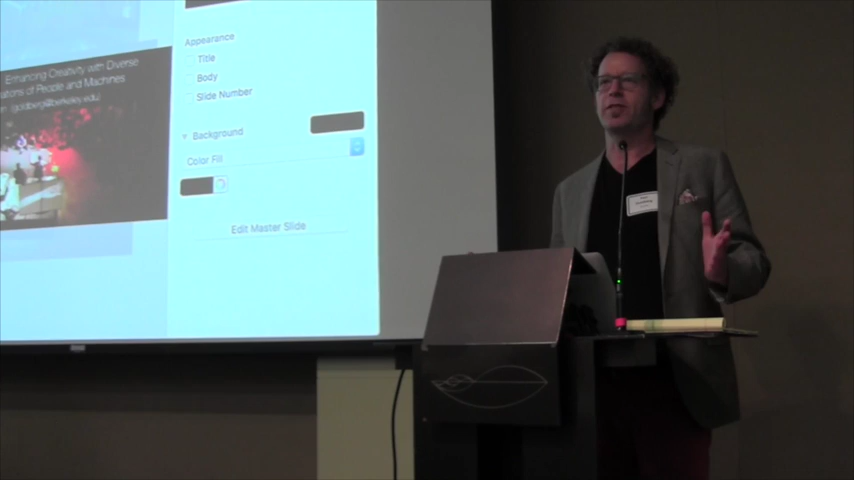 Enhancing Creativity with Diverse
ations of People and Machines
goldberg@berkeley.edu
Appearance
Title
Body
Slide Number
Background
Color Fill
Edit Master Slide